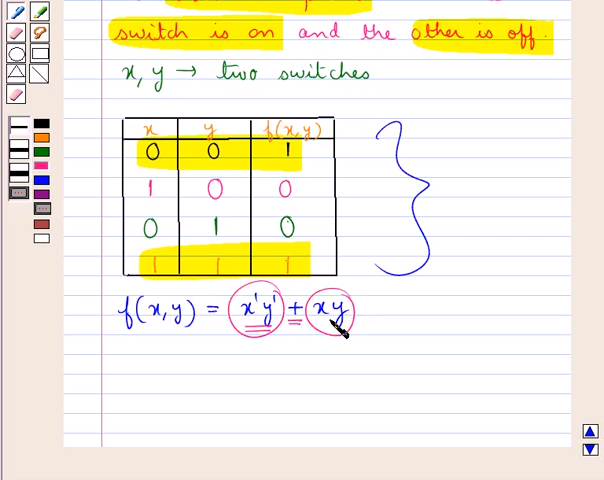 switch is on and the other is off.
x, y → two switches
x y f(x,y)
0 0 1
1 0 0
0 1 0
1 1 1
f(x,y) = x'y' + xy